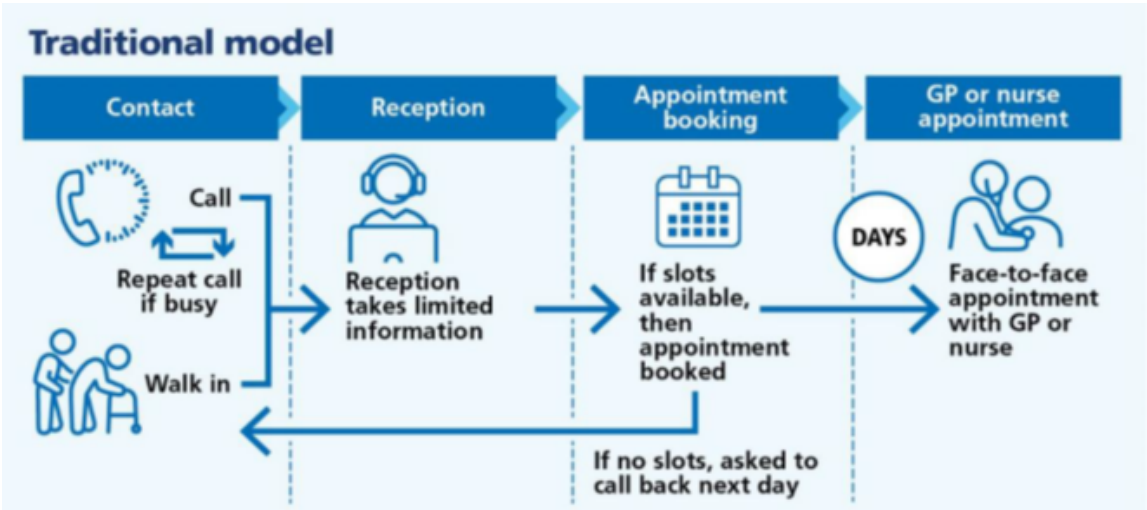 Traditional model
Contact
Reception
Appointment
booking
GP or nurse
appointment
Call
Repeat call
if busy
Walk in
Reception
takes limited
information
If slots
available,
then
appointment
booked
If no slots, asked to
call back next day
DAYS
Face-to-face
appointment
with GP or
nurse